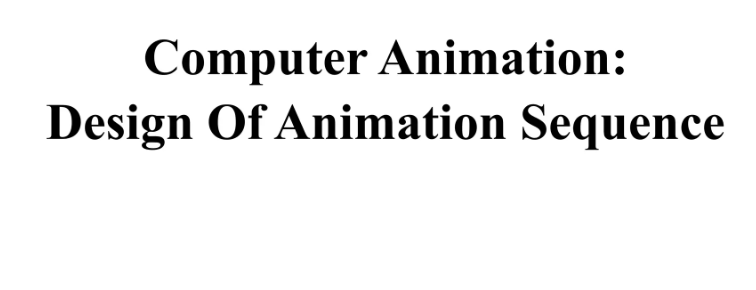 Computer Animation:
Design Of Animation Sequence